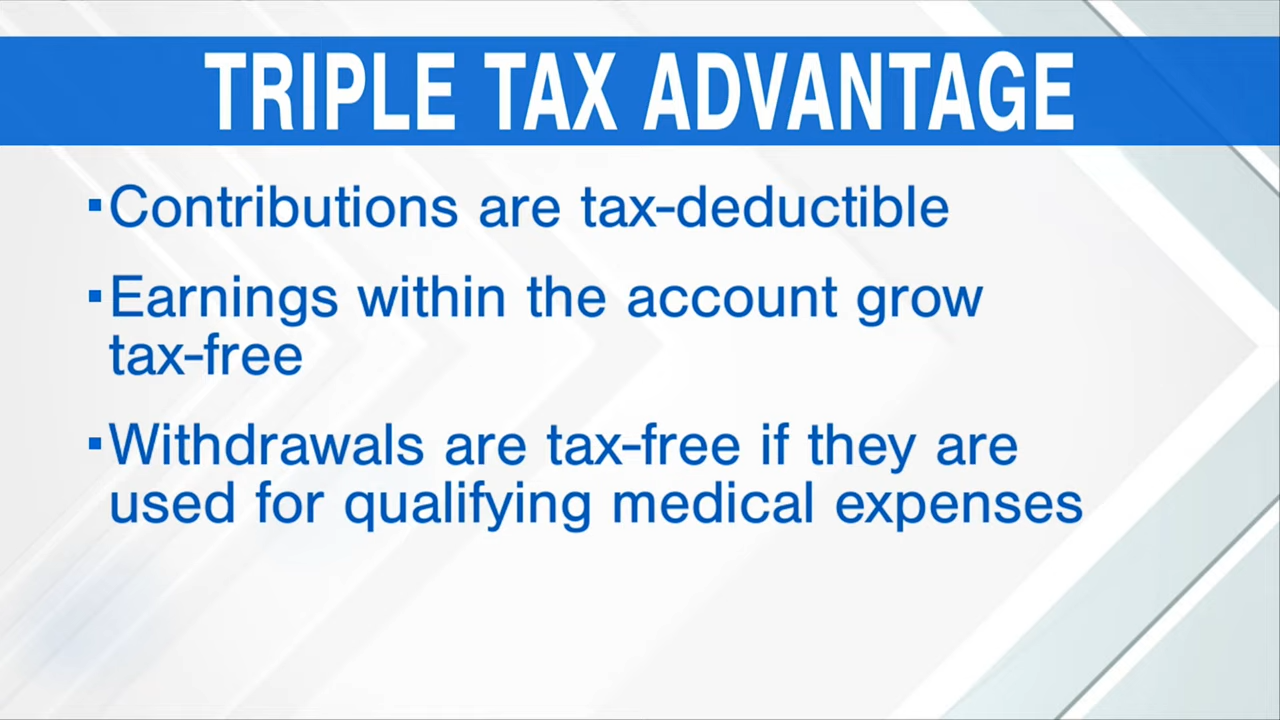 TRIPLE TAX ADVANTAGE
▪Contributions are tax-deductible
▪Earnings within the account grow
tax-free
▪Withdrawals are tax-free if they are
used for qualifying medical expenses